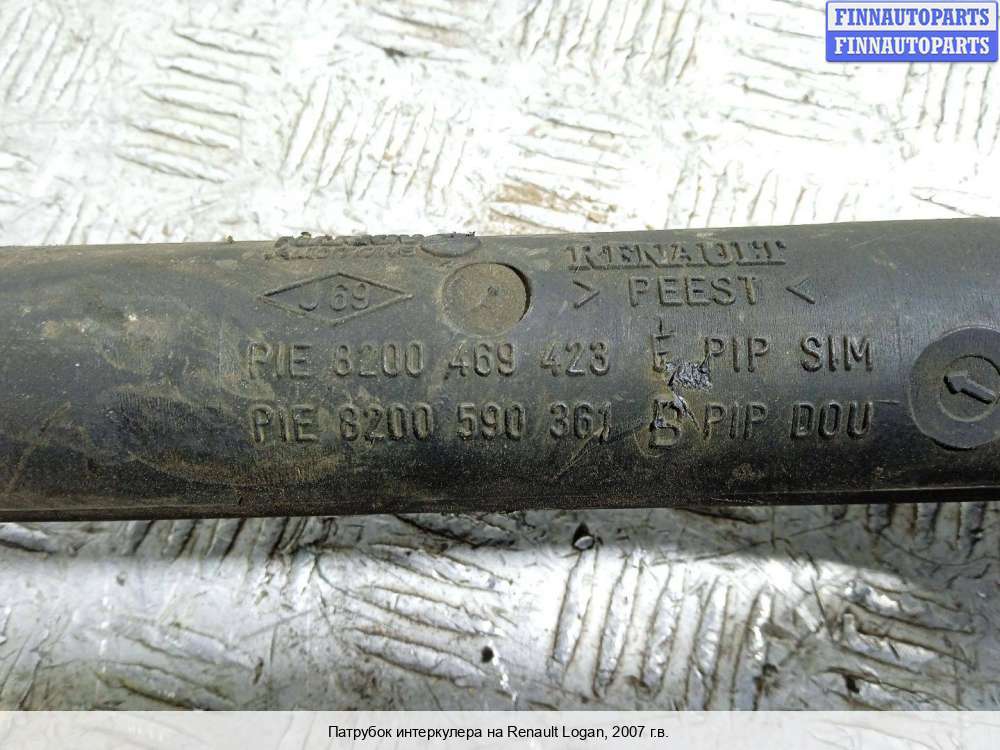 FINNAUTOPARTS
FINNAUTOPARTS
RENAULT
J 69
> PEEST <
PIE 8200 469 423 PIP SIM
PIE 8200 590 361 B PIP DOU
Патрубок интеркулера на Renault Logan, 2007 г.в.